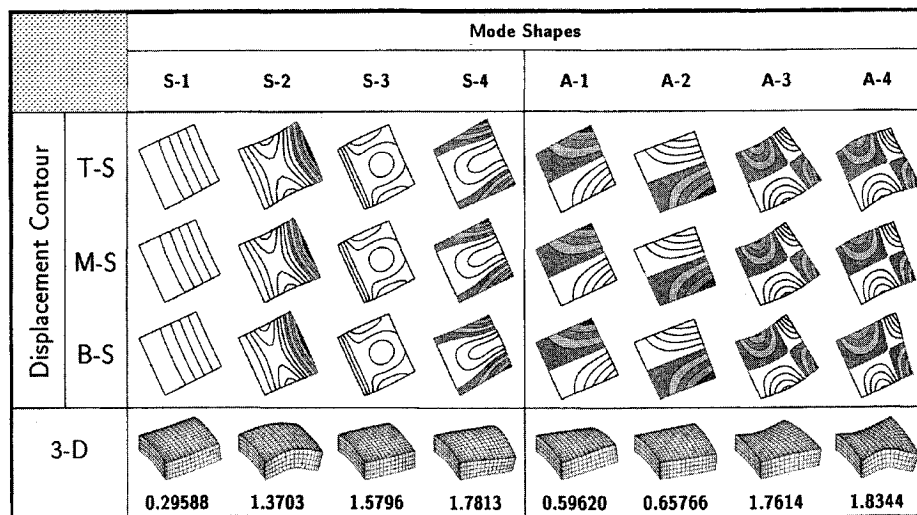 Mode Shapes
S-1 S-2 S-3 S-4 A-1 A-2 A-3 A-4
Displacement Contour
T-S
M-S
B-S
3-D
0.29588 1.3703 1.5796 1.7813 0.59620 0.65766 1.7614 1.8344